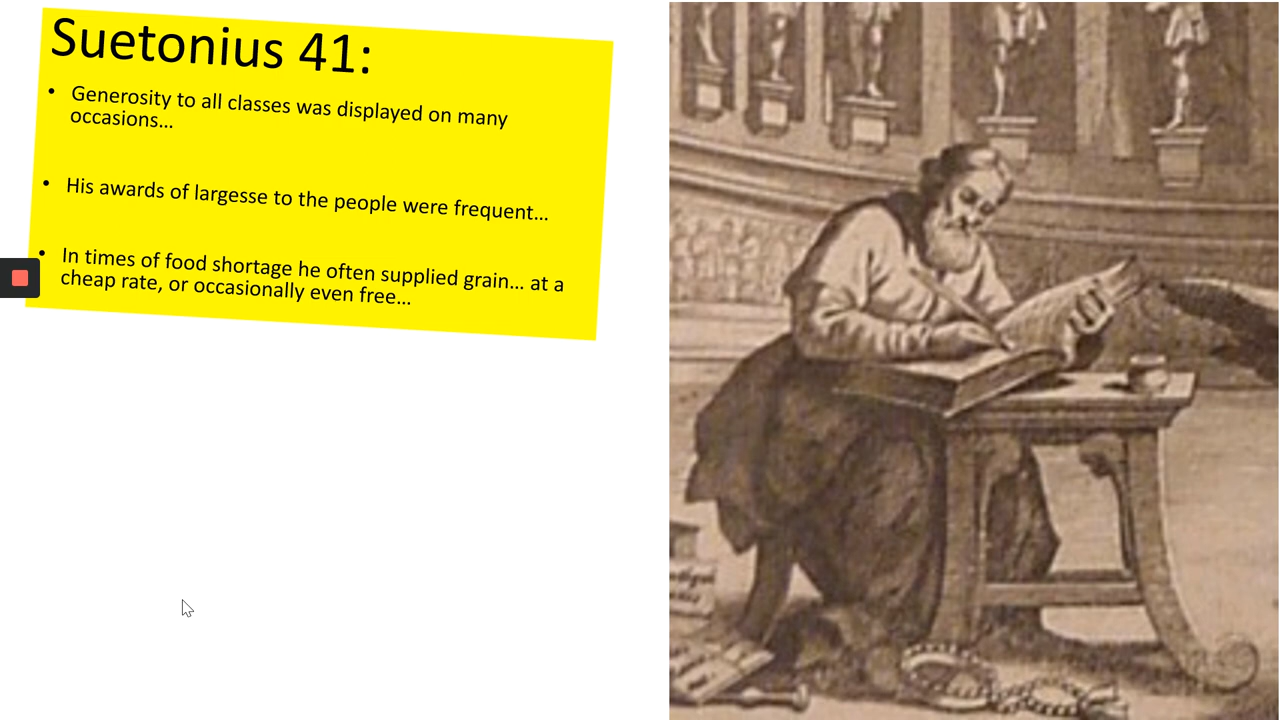 Suetonius 41:
• Generosity to all classes was displayed on many
occasions...
• His awards of largesse to the people were frequent...
• In times of food shortage he often supplied grain... at a
cheap rate, or occasionally even free...